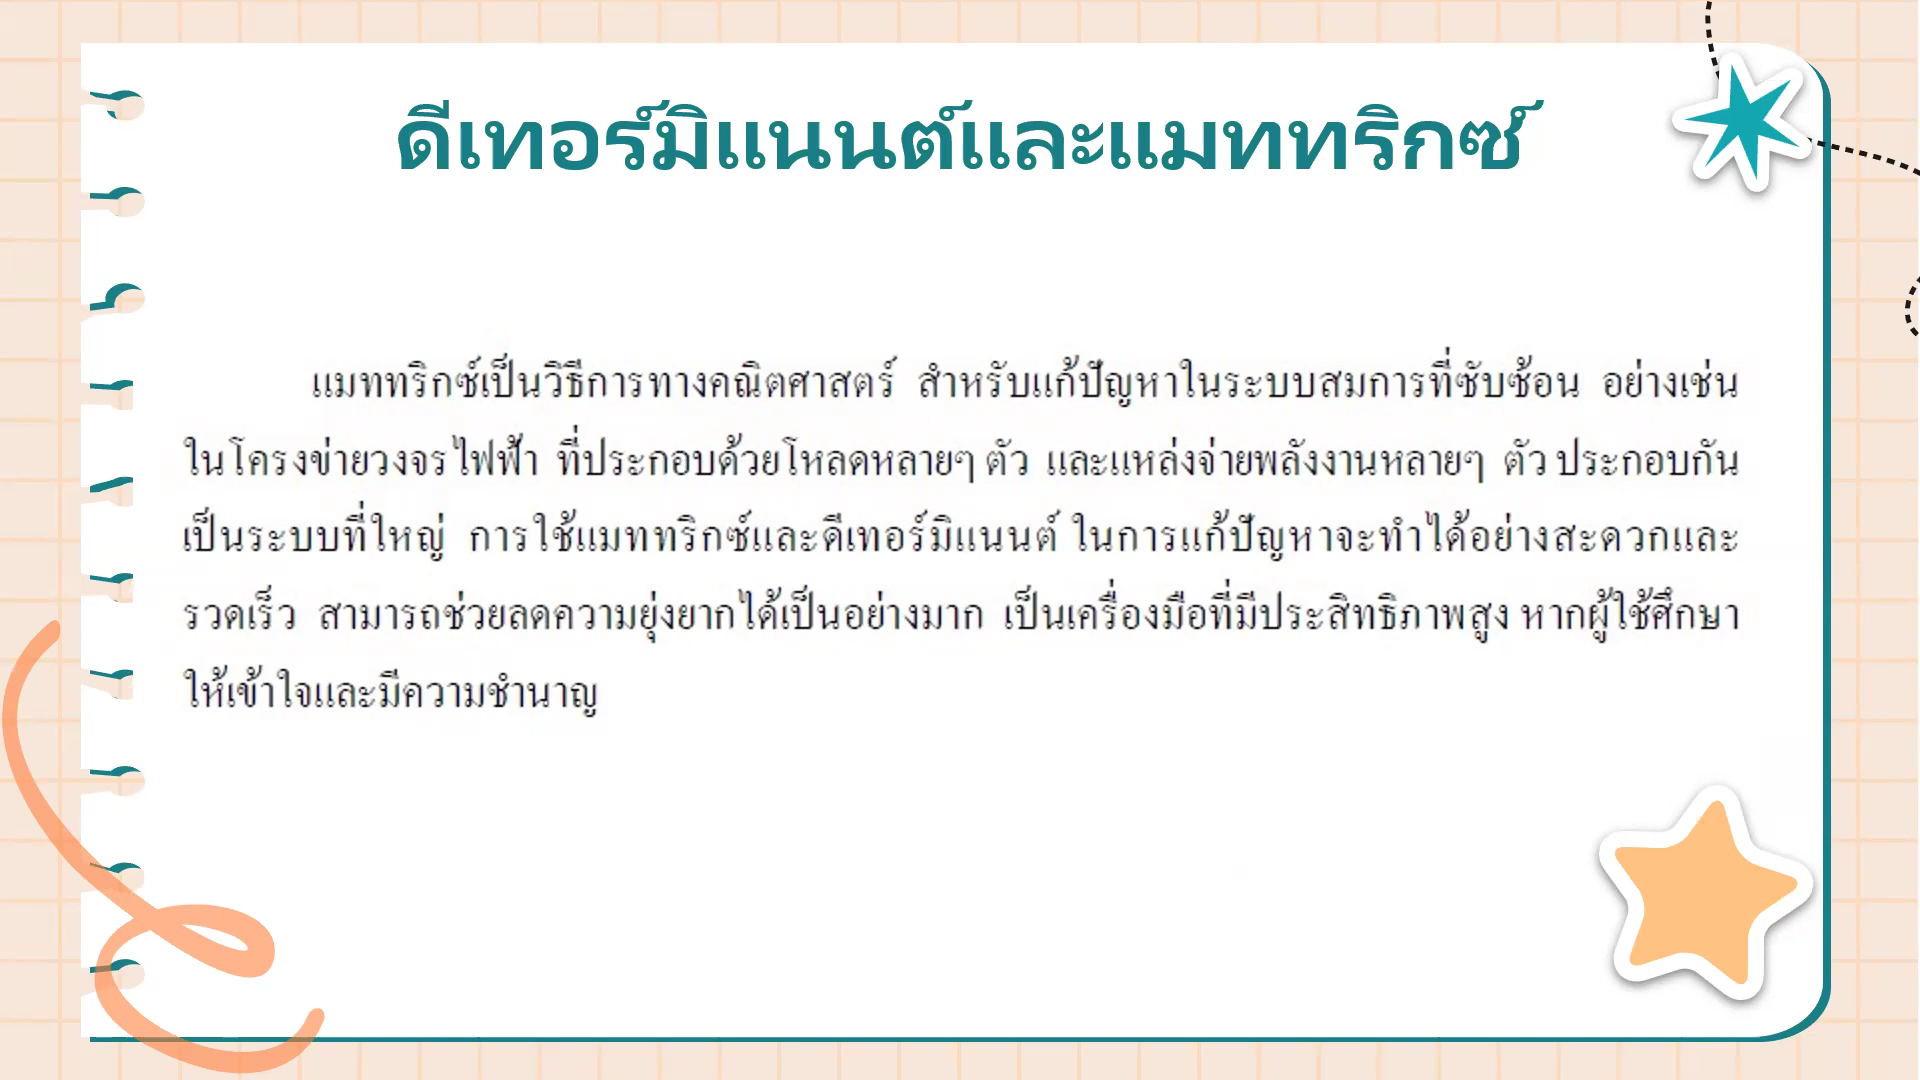 ดีเทอร์มิแนนต์และแมททริกซ์
แมททริกซ์เป็นวิธีการทางคณิตศาสตร์ สำหรับแก้ปัญหาในระบบสมการที่ซับซ้อน อย่างเช่น
ในโครงข่ายวงจรไฟฟ้า ที่ประกอบด้วยโหลดหลายๆ ตัว และแหล่งจ่ายพลังงานหลายๆ ตัว ประกอบกัน
เป็นระบบที่ใหญ่ การใช้แมททริกซ์และดีเทอร์มิแนนต์ ในการแก้ปัญหาจะทำได้อย่างสะดวกและ
รวดเร็ว สามารถช่วยลดความยุ่งยากได้เป็นอย่างมาก เป็นเครื่องมือที่มีประสิทธิภาพสูง หากผู้ใช้ศึกษา
ให้เข้าใจและมีความชำนาญ